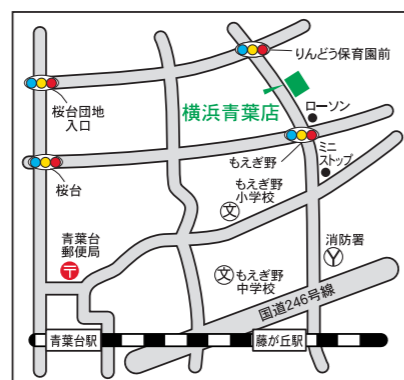 りんどう保育園前
桜台団地
入口
横浜青葉店
ローソン
もえぎ野
ミニ
ストップ
桜台
もえぎ野
小学校
文
青葉台
郵便局
〒
消防署
Y
文
もえぎ野
中学校
国道246号線
青葉台駅
藤が丘駅